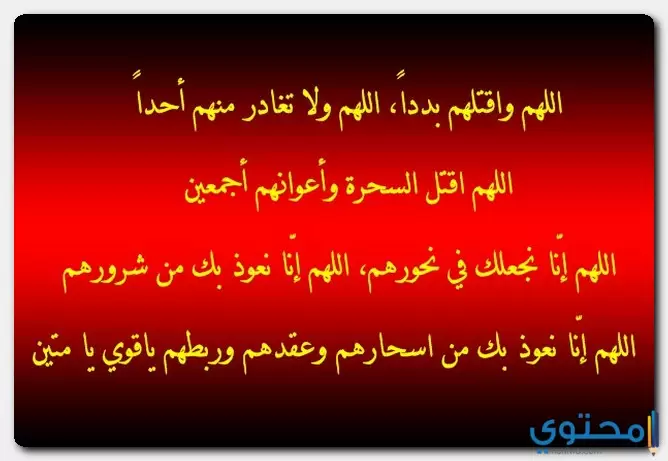 اللهم واقتلهم بدداً، اللهم ولا تغادر منهم أحداً
اللهم اقتل السحرة وأعوانهم أجمعين
اللهم إنّا نجعلك في نحورهم، اللهم إنّا نعوذ بك من شرورهم
اللهم إنّا نعوذ بك من اسحارهم وعقدهم وربطهم ياقوي يا متين
محتوى